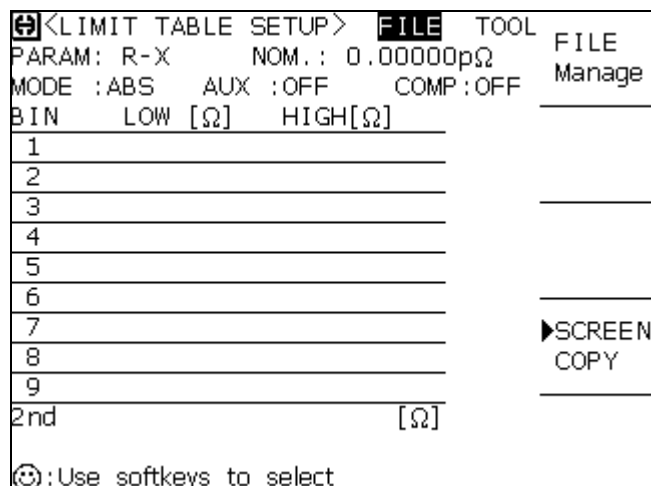 <LIMIT TABLE SETUP> FILE TOOL
PARAM: R-X NOM.: 0.00000pΩ
MODE :ABS AUX :OFF COMP:OFF
BIN LOW [Ω] HIGH[Ω]
1
2
3
4
5
6
7
8
9
2nd [Ω]
:Use softkeys to select
FILE
Manage
SCREEN
COPY